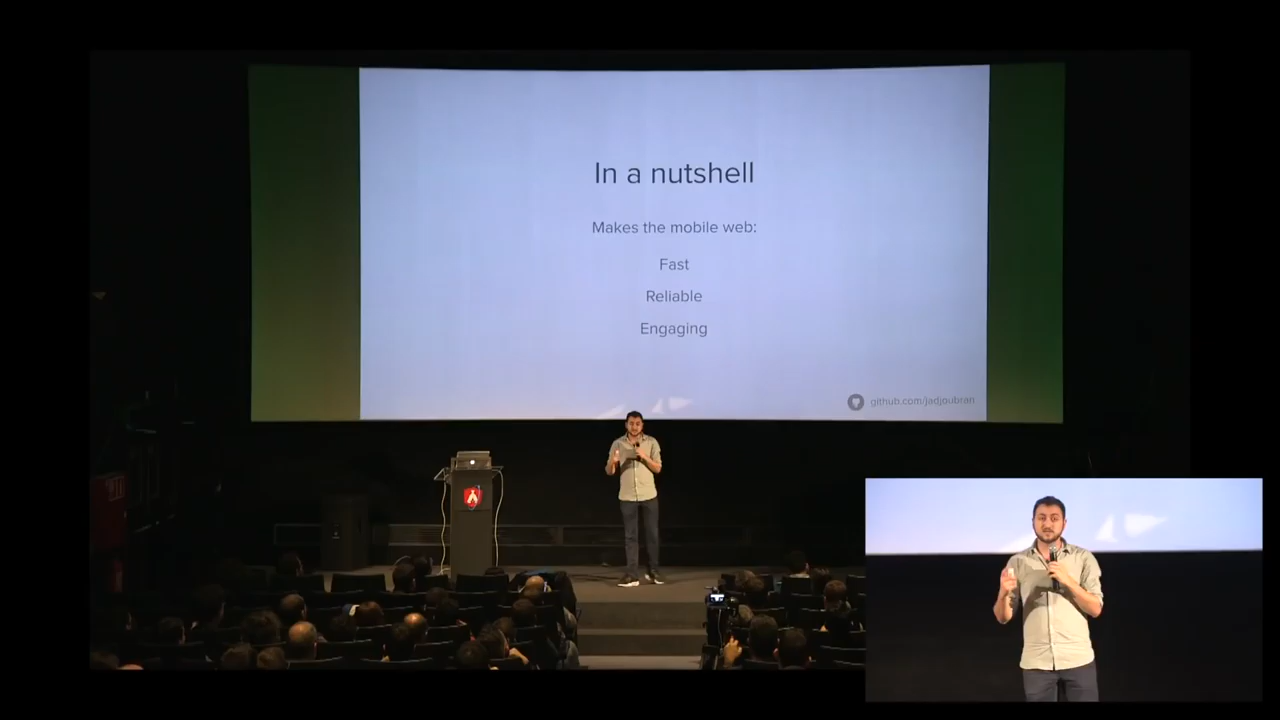 In a nutshell
Makes the mobile web:
Fast
Reliable
Engaging
github.com/jadjoubran